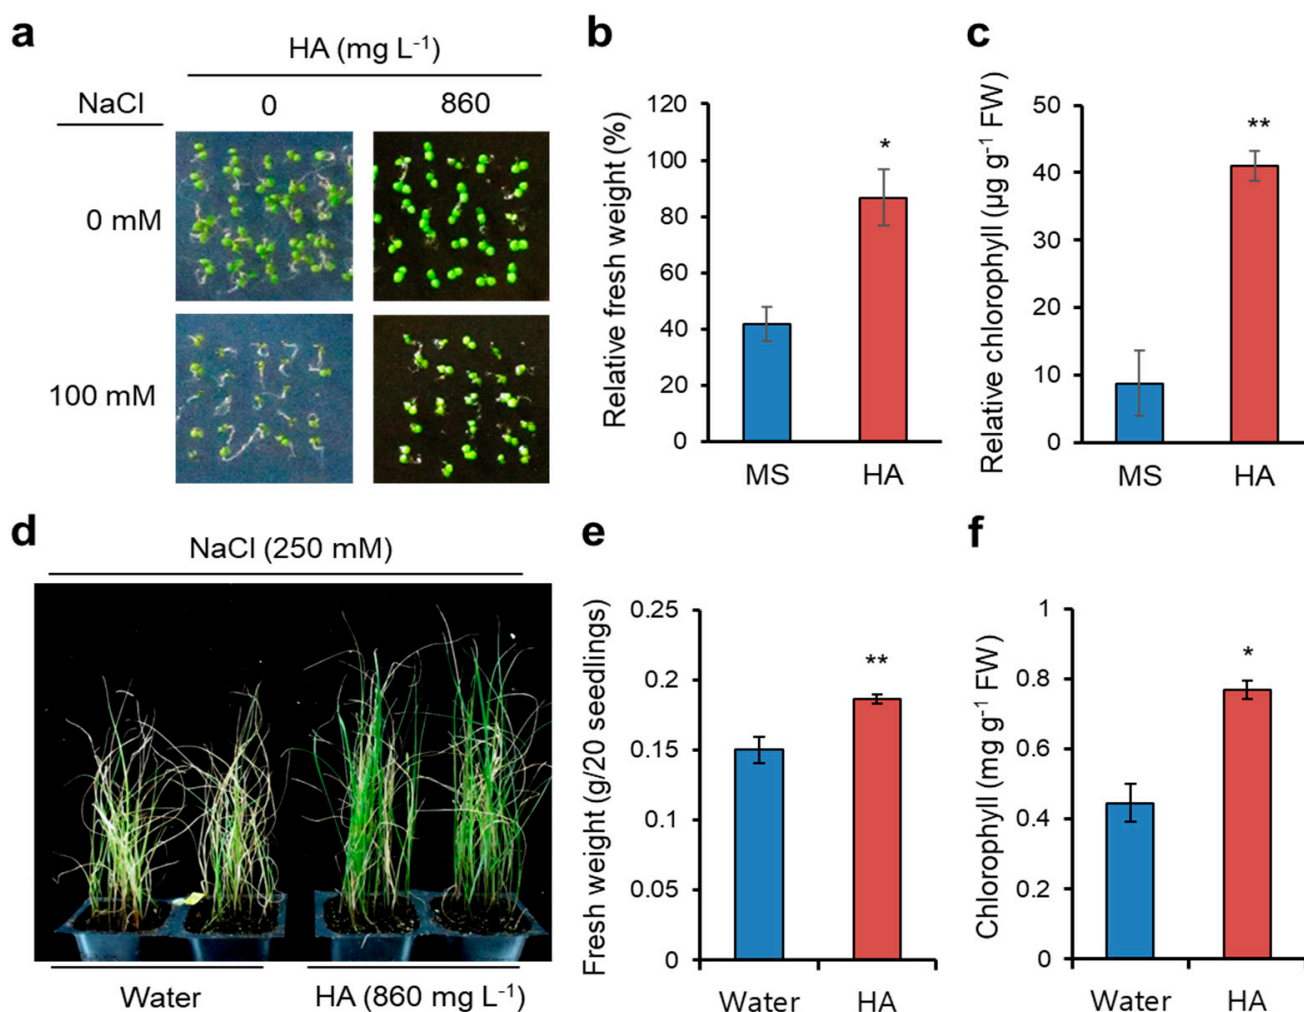 a
HA (mg L⁻¹)
NaCl
0
860
0 mM
100 mM
b
Relative fresh weight (%)
120
100
80
60
40
20
0
*
MS
HA
c
Relative chlorophyll (µg g⁻¹ FW)
50
40
30
20
10
0
**
MS
HA
d
NaCl (250 mM)
Water
HA (860 mg L⁻¹)
e
Fresh weight (g/20 seedlings)
0.25
0.2
0.15
0.1
0.05
0
**
Water
HA
f
Chlorophyll (mg g⁻¹ FW)
1
0.8
0.6
0.4
0.2
0
*
Water
HA